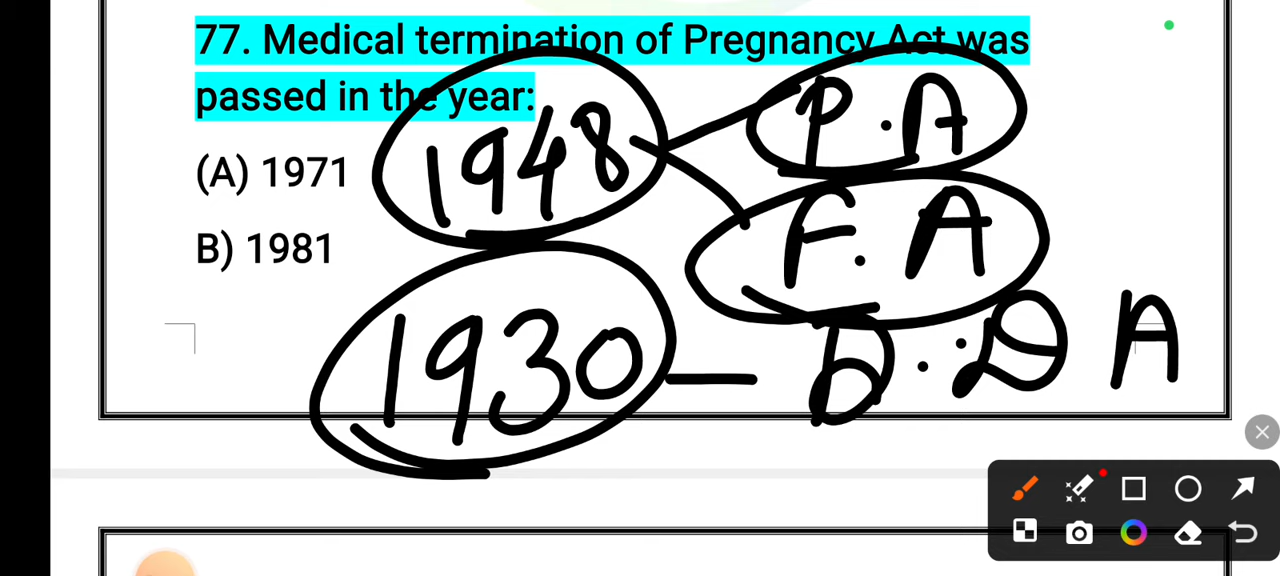 77. Medical termination of Pregnancy Act was
passed in the year:
(A) 1971
B) 1981
1948
P.A
F.A
1930 - D.D A